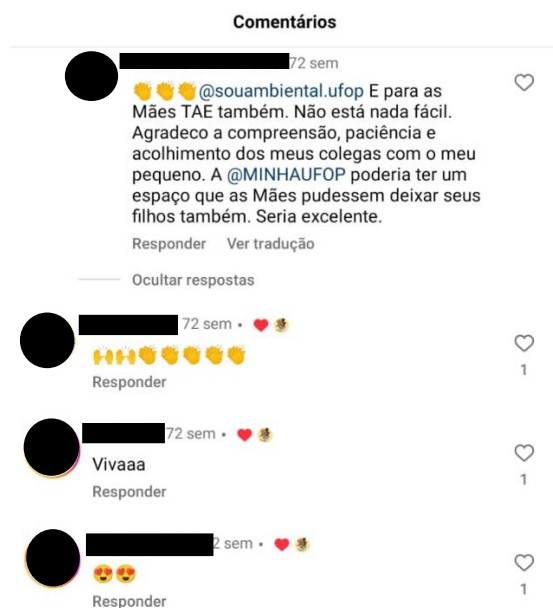 Comentários
72 sem
👏👏👏@souambiental.ufop E para as
Mães TAE também. Não está nada fácil.
Agradeco a compreensão, paciência e
acolhimento dos meus colegas com o meu
pequeno. A @MINHAUFOP poderia ter um
espaço que as Mães pudessem deixar seus
filhos também. Seria excelente.
Responder Ver tradução
Ocultar respostas
72 sem •
🙌🙌👏👏👏👏👏
1
Responder
72 sem •
Vivaaa
1
Responder
2 sem •
😍😍
1
Responder